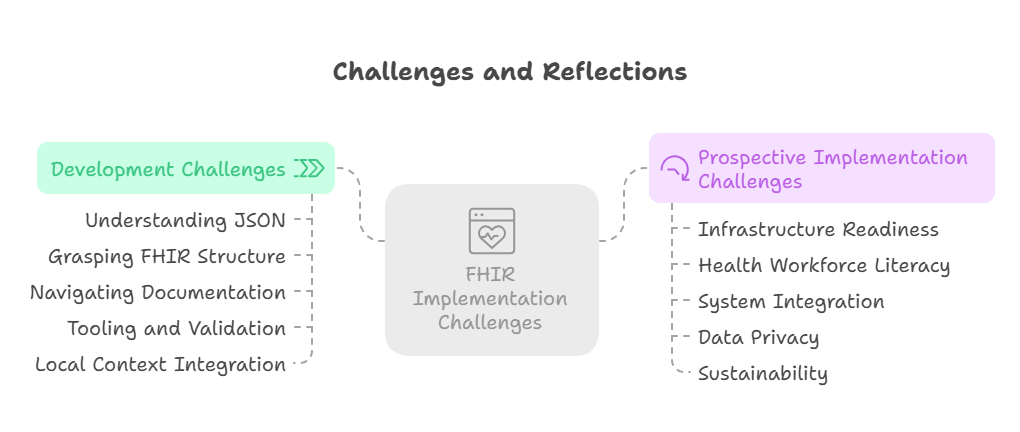 Challenges and Reflections
Development Challenges
Understanding JSON
Grasping FHIR Structure
Navigating Documentation
Tooling and Validation
Local Context Integration
FHIR
Implementation
Challenges
Prospective Implementation
Challenges
Infrastructure Readiness
Health Workforce Literacy
System Integration
Data Privacy
Sustainability